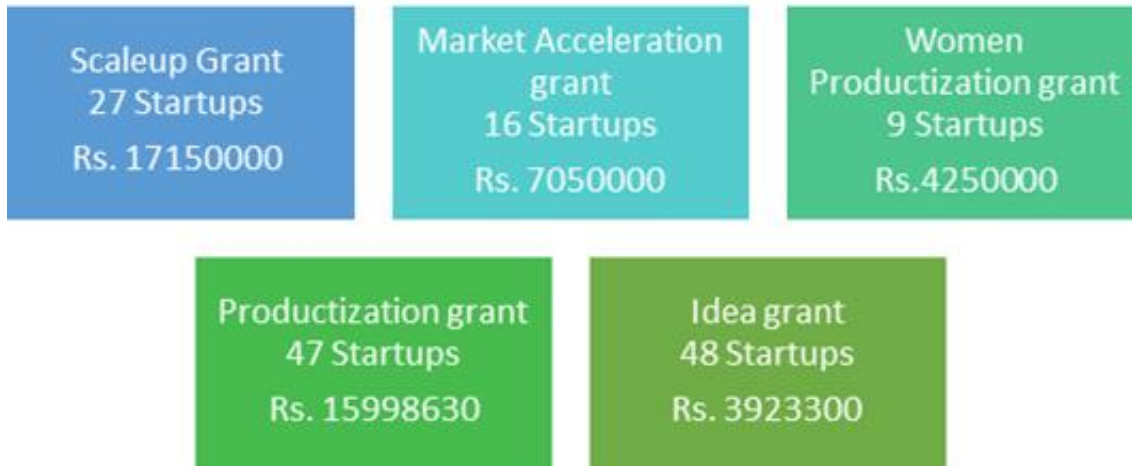 Scaleup Grant
27 Startups
Rs. 17150000
Market Acceleration
grant
16 Startups
Rs. 7050000
Women
Productization grant
9 Startups
Rs.4250000
Productization grant
47 Startups
Rs. 15998630
Idea grant
48 Startups
Rs. 3923300